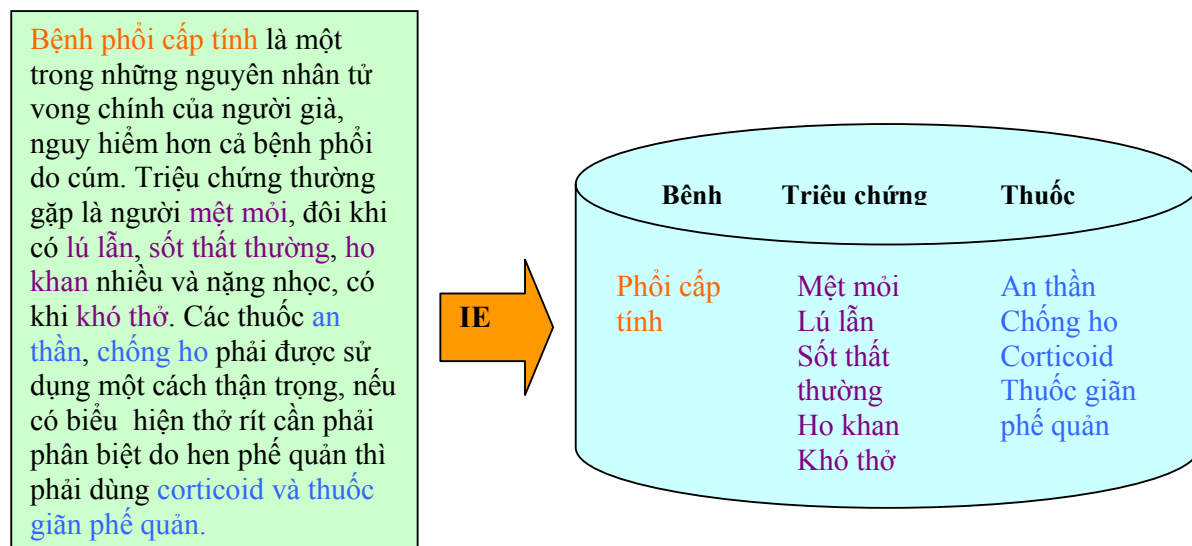 Bệnh phổi cấp tính là một
trong những nguyên nhân tử
vong chính của người già,
nguy hiểm hơn cả bệnh phổi
do cúm. Triệu chứng thường
gặp là người mệt mỏi, đôi khi
có lú lẫn, sốt thất thường, ho
khan nhiều và nặng nhọc, có
khi khó thở. Các thuốc an
thần, chống ho phải được sử
dụng một cách thận trọng, nếu
có biểu hiện thở rít cần phải
phân biệt do hen phế quản thì
phải dùng corticoid và thuốc
giãn phế quản.
IE
Bênh Triêu chứng Thuốc
Phổi cấp
tính
Mệt mỏi
Lú lẫn
Sốt thất
thường
Ho khan
Khó thở
An thần
Chống ho
Corticoid
Thuốc giãn
phế quản